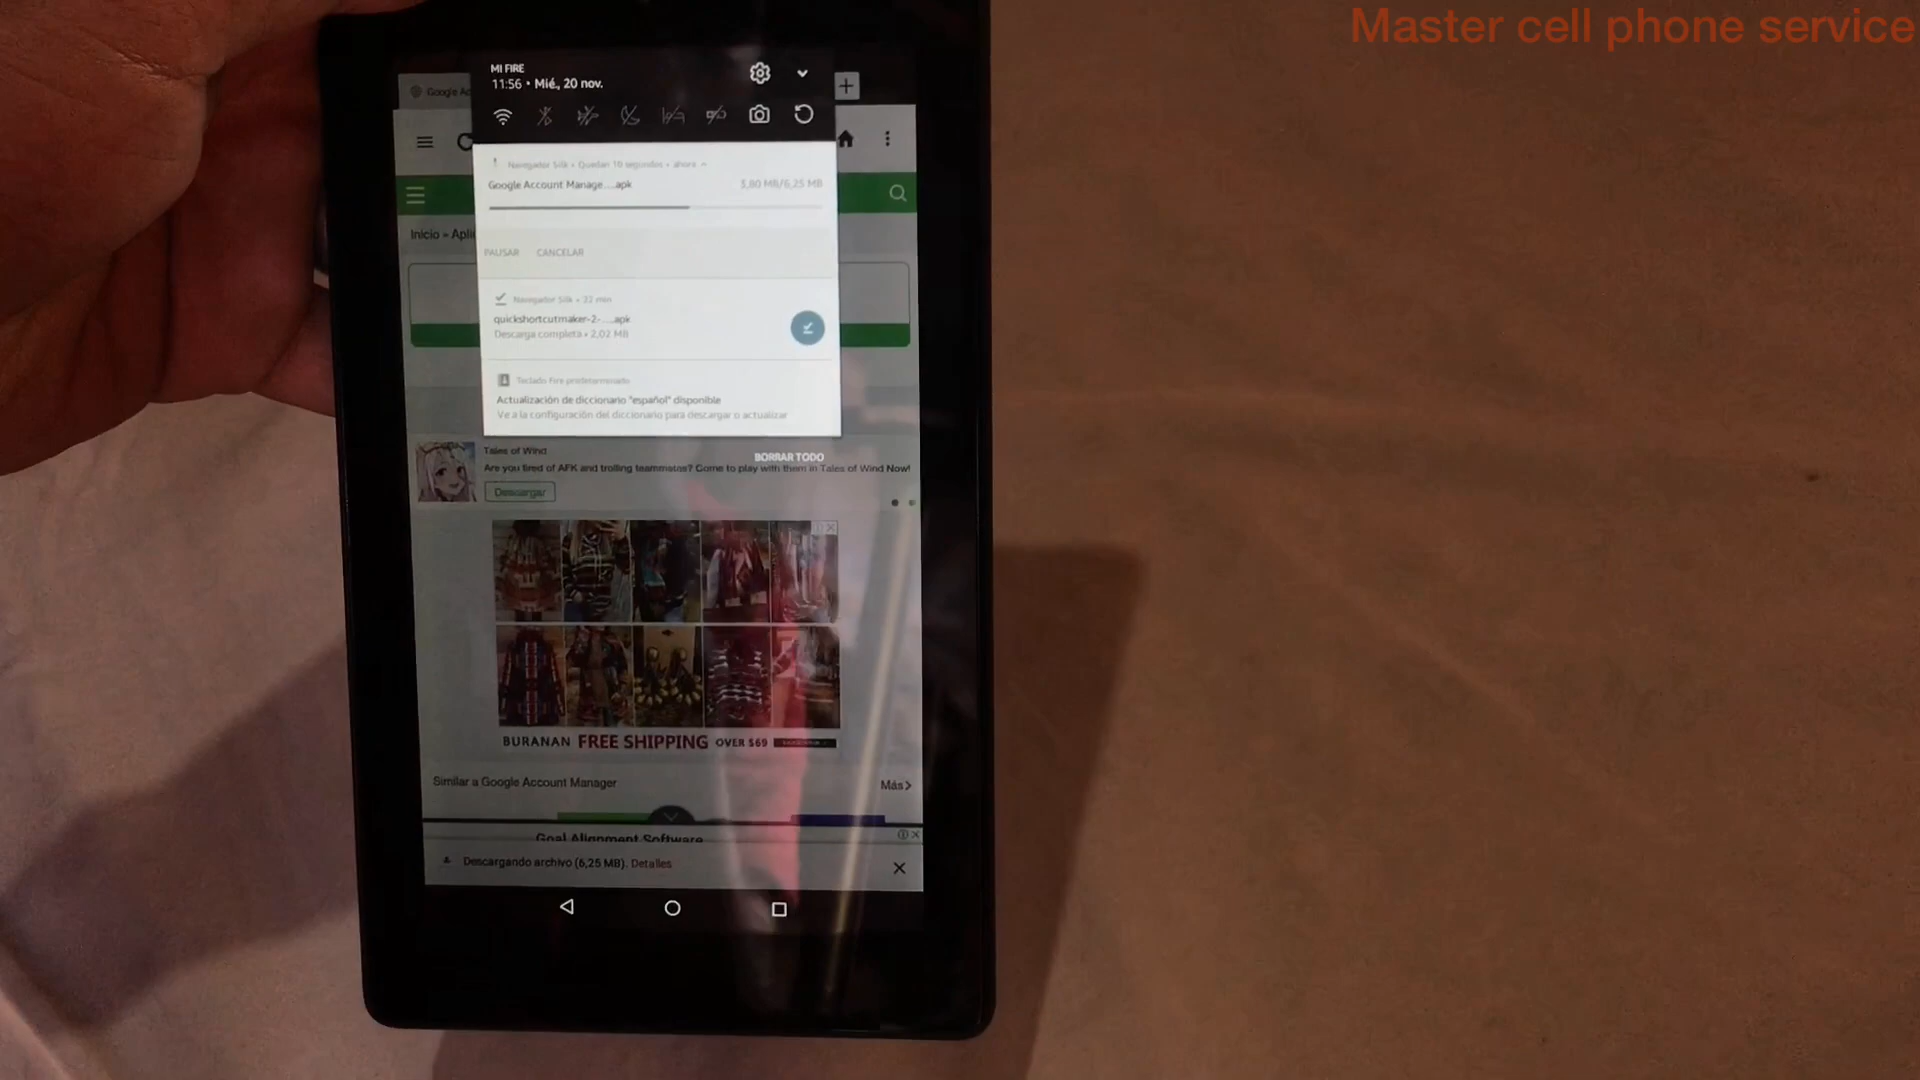 Master cell phone service
MI FIRE
11:56 • Mié., 20 nov.
Google Ac
Navegador Silk • Quedan 10 segundos • ahora
Google Account Manage....apk
3,80 MB/6,25 MB
PAUSAR CANCELAR
Inicio » Apli
Navegador Silk • 22 min
quickshortcutmaker-2-....apk
Descarga completa • 2,02 MB
Teclado Fire predeterminado
Actualización de diccionario "español" disponible
Ve a la configuración del diccionario para descargar o actualizar
BORRAR TODO
Tales of Wind
Are you tired of AFK and trolling teammates? Come to play with them in Tales of Wind Now!
Descargar
BURANAN FREE SHIPPING OVER $69
Similar a Google Account Manager
Más
Goal Alignment Software
Descargando archivo (6,25 MB). Detalles